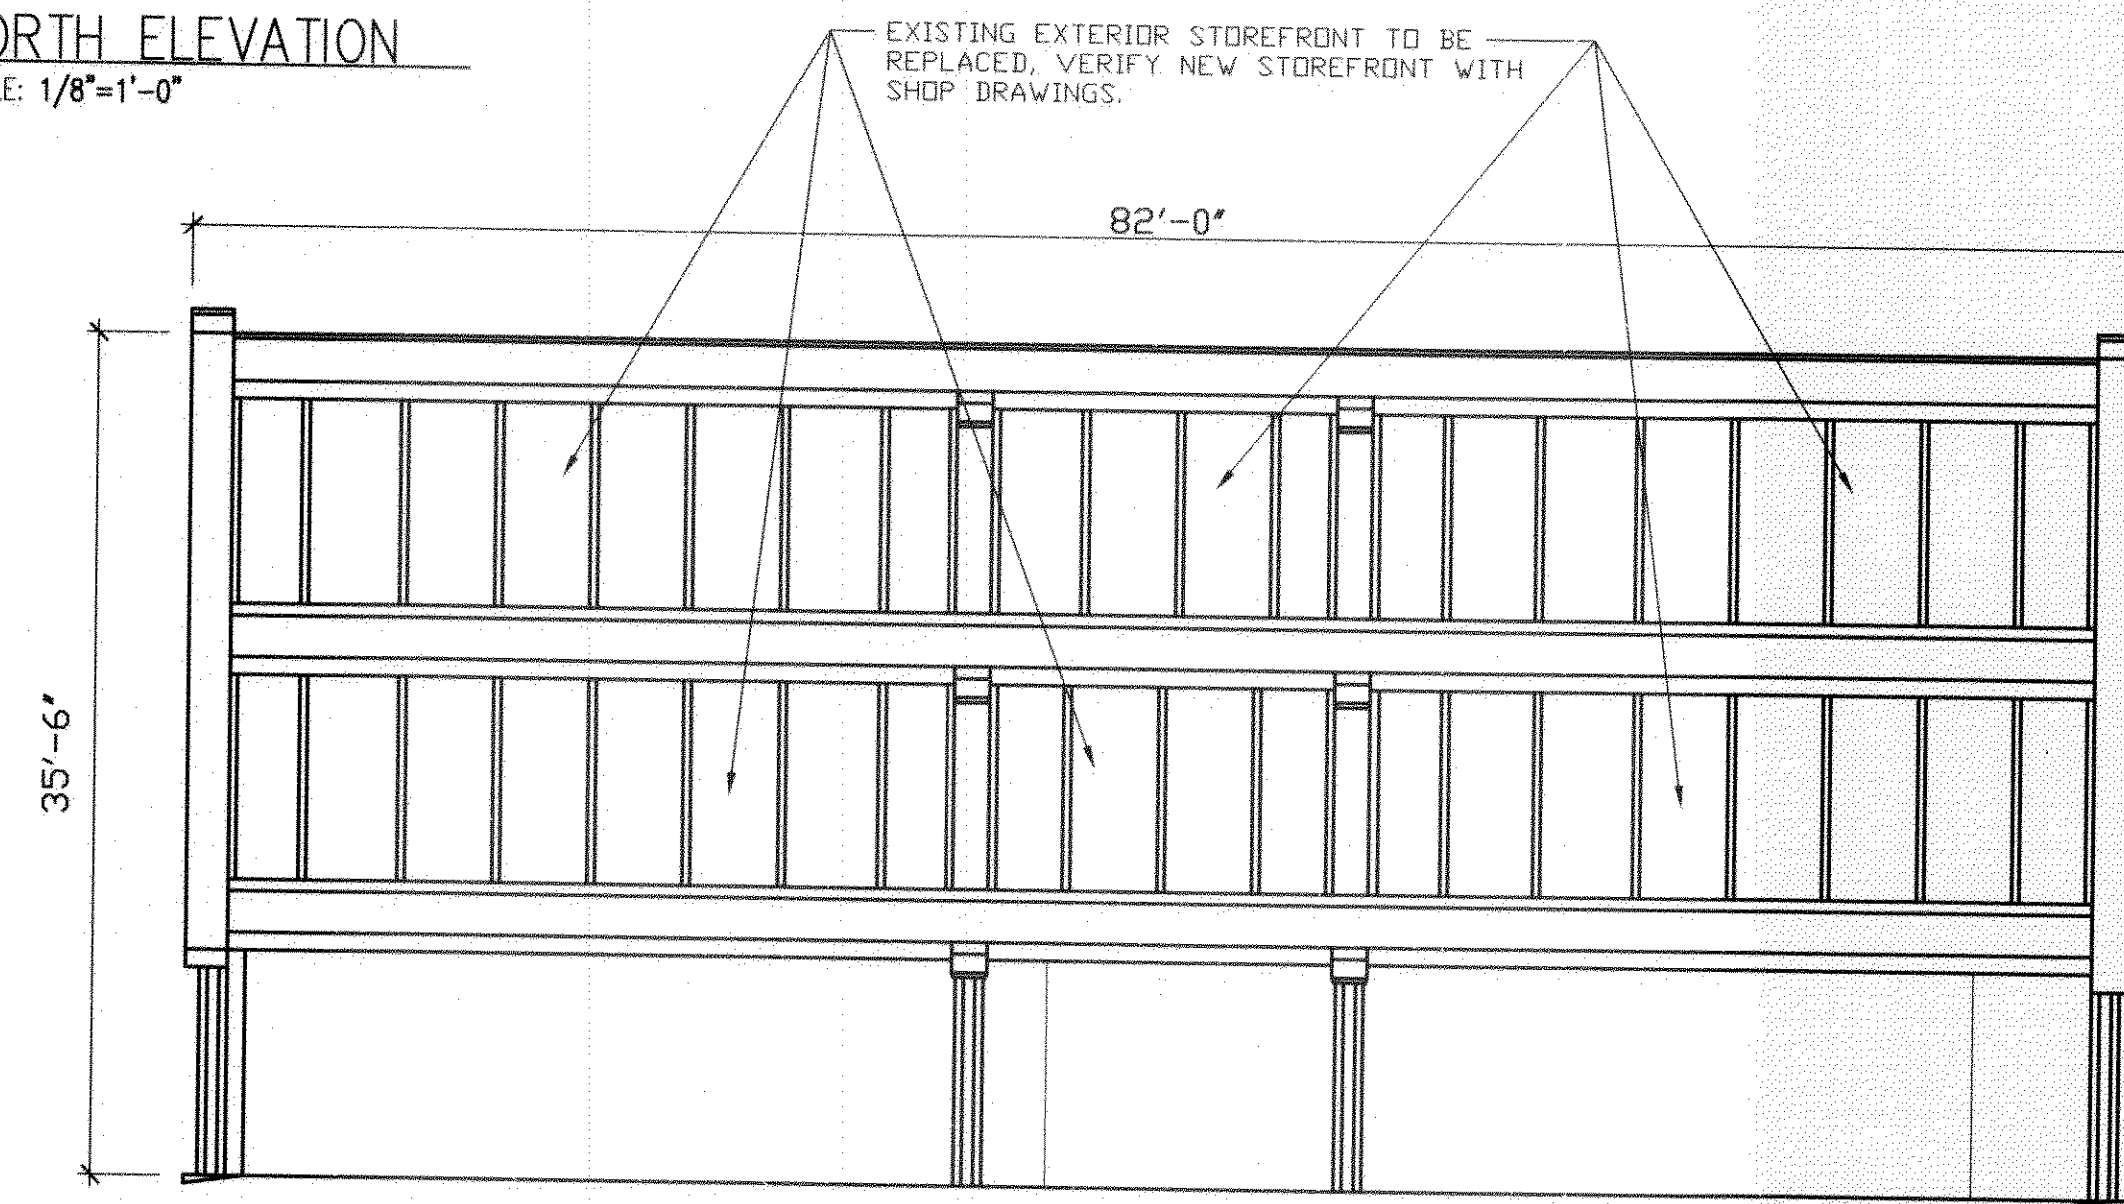 ORTH ELEVATION
LE: 1/8"=1'-0"
EXISTING EXTERIOR STOREFRONT TO BE
REPLACED, VERIFY NEW STOREFRONT WITH
SHOP DRAWINGS.
82'-0"
35'-6"